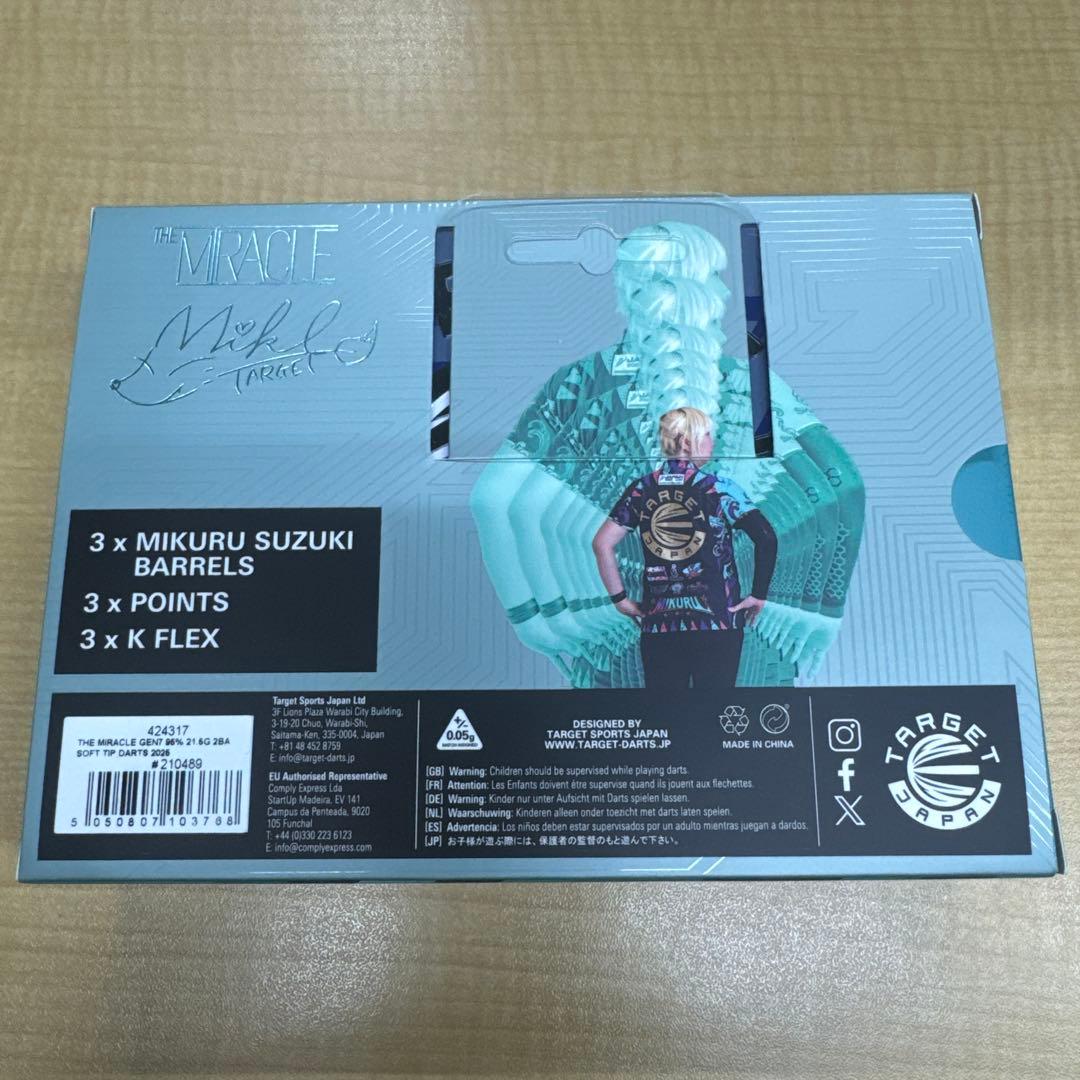 THE MIRACLE
Mikl
TARGET
TARGET
JAPAN
MIKURU
3 x MIKURU SUZUKI
BARRELS
3 x POINTS
3 x K FLEX
424317
THE MIRACLE GEN7 95% 21.5G 2BA
SOFT TIP DARTS 2025
#210489
5 050807 103768
Target Sports Japan Ltd
3F Lions Plaza Warabi City Building,
3-19-20 Chuo, Warabi-Shi,
Saitama-Ken, 335-0004, Japan
T: +81 48 452 8759
E: info@target-darts.jp
EU Authorised Representative
Comply Express Lda
StartUp Madeira, EV 141
Campus da Penteada, 9020
105 Funchal
T: +44 (0)330 223 6123
E: info@complyexpress.com
+/-
0.05g
BARTON WEIGHTED
DESIGNED BY
TARGET SPORTS JAPAN
WWW.TARGET-DARTS.JP
MADE IN CHINA
[GB] Warning: Children should be supervised while playing darts.
[FR] Attention: Les Enfants doivent être supervise quand ils jouent aux flechettes.
[DE] Warning: Kinder nur unter Aufsicht mit Darts spielen lassen.
[NL] Waarschuwing: Kinderen alleen onder toezicht met darts laten spelen.
[ES] Advertencia: Los niños deben estar supervisados por un adulto mientras juegan a dardos.
[JP] お子様が遊ぶ際には、保護者の監督のもと遊んで下さい。
TARGET
JAPAN